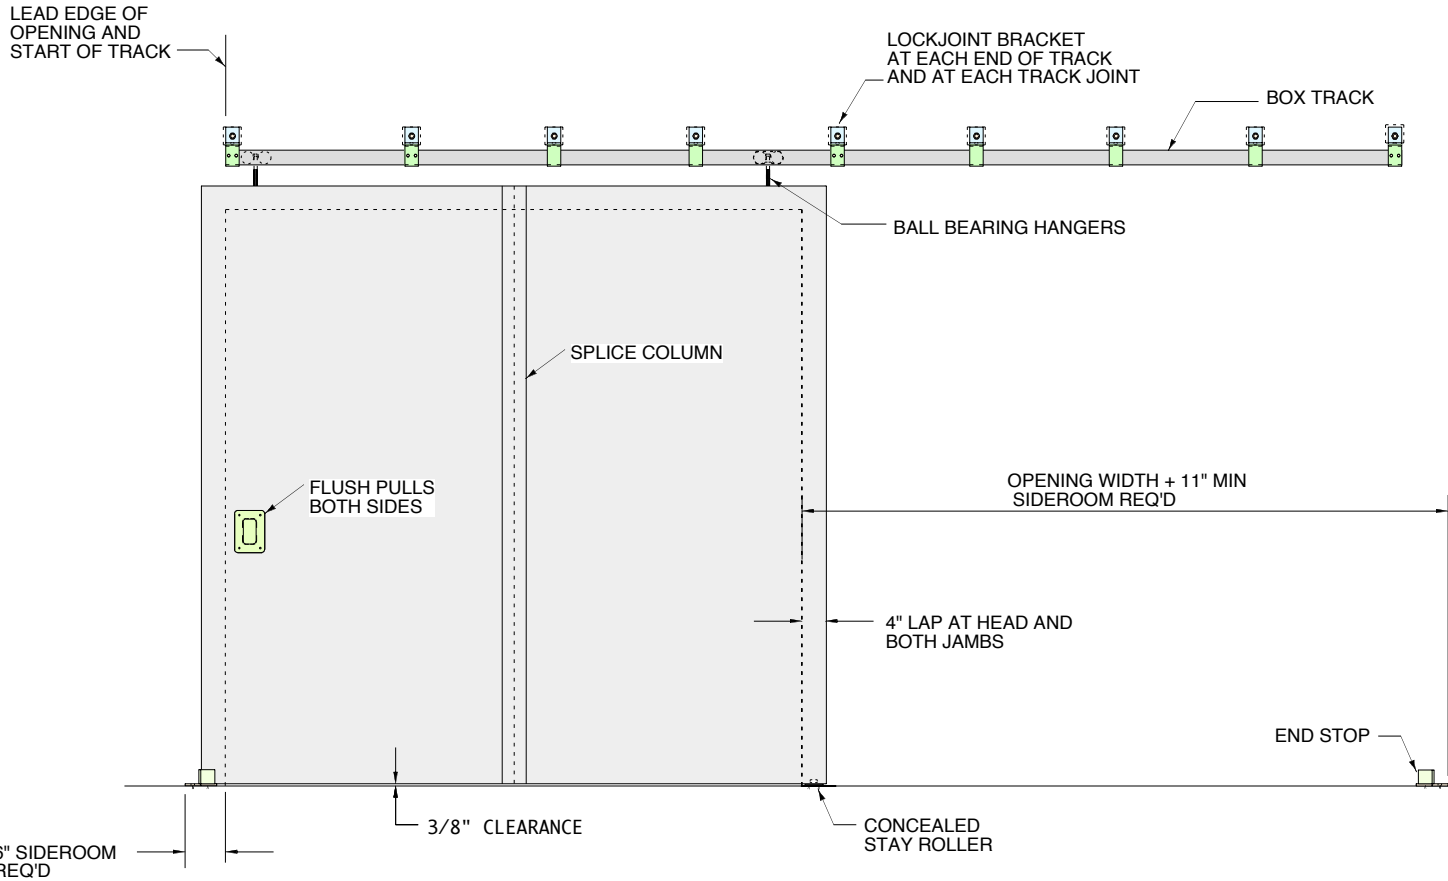 LEAD EDGE OF
OPENING AND
START OF TRACK
LOCKJOINT BRACKET
AT EACH END OF TRACK
AND AT EACH TRACK JOINT
BOX TRACK
BALL BEARING HANGERS
SPLICE COLUMN
FLUSH PULLS
BOTH SIDES
OPENING WIDTH + 11" MIN
SIDEROOM REQ'D
4" LAP AT HEAD AND
BOTH JAMBS
END STOP
3/8" CLEARANCE
CONCEALED
STAY ROLLER
6" SIDEROOM
REQ'D